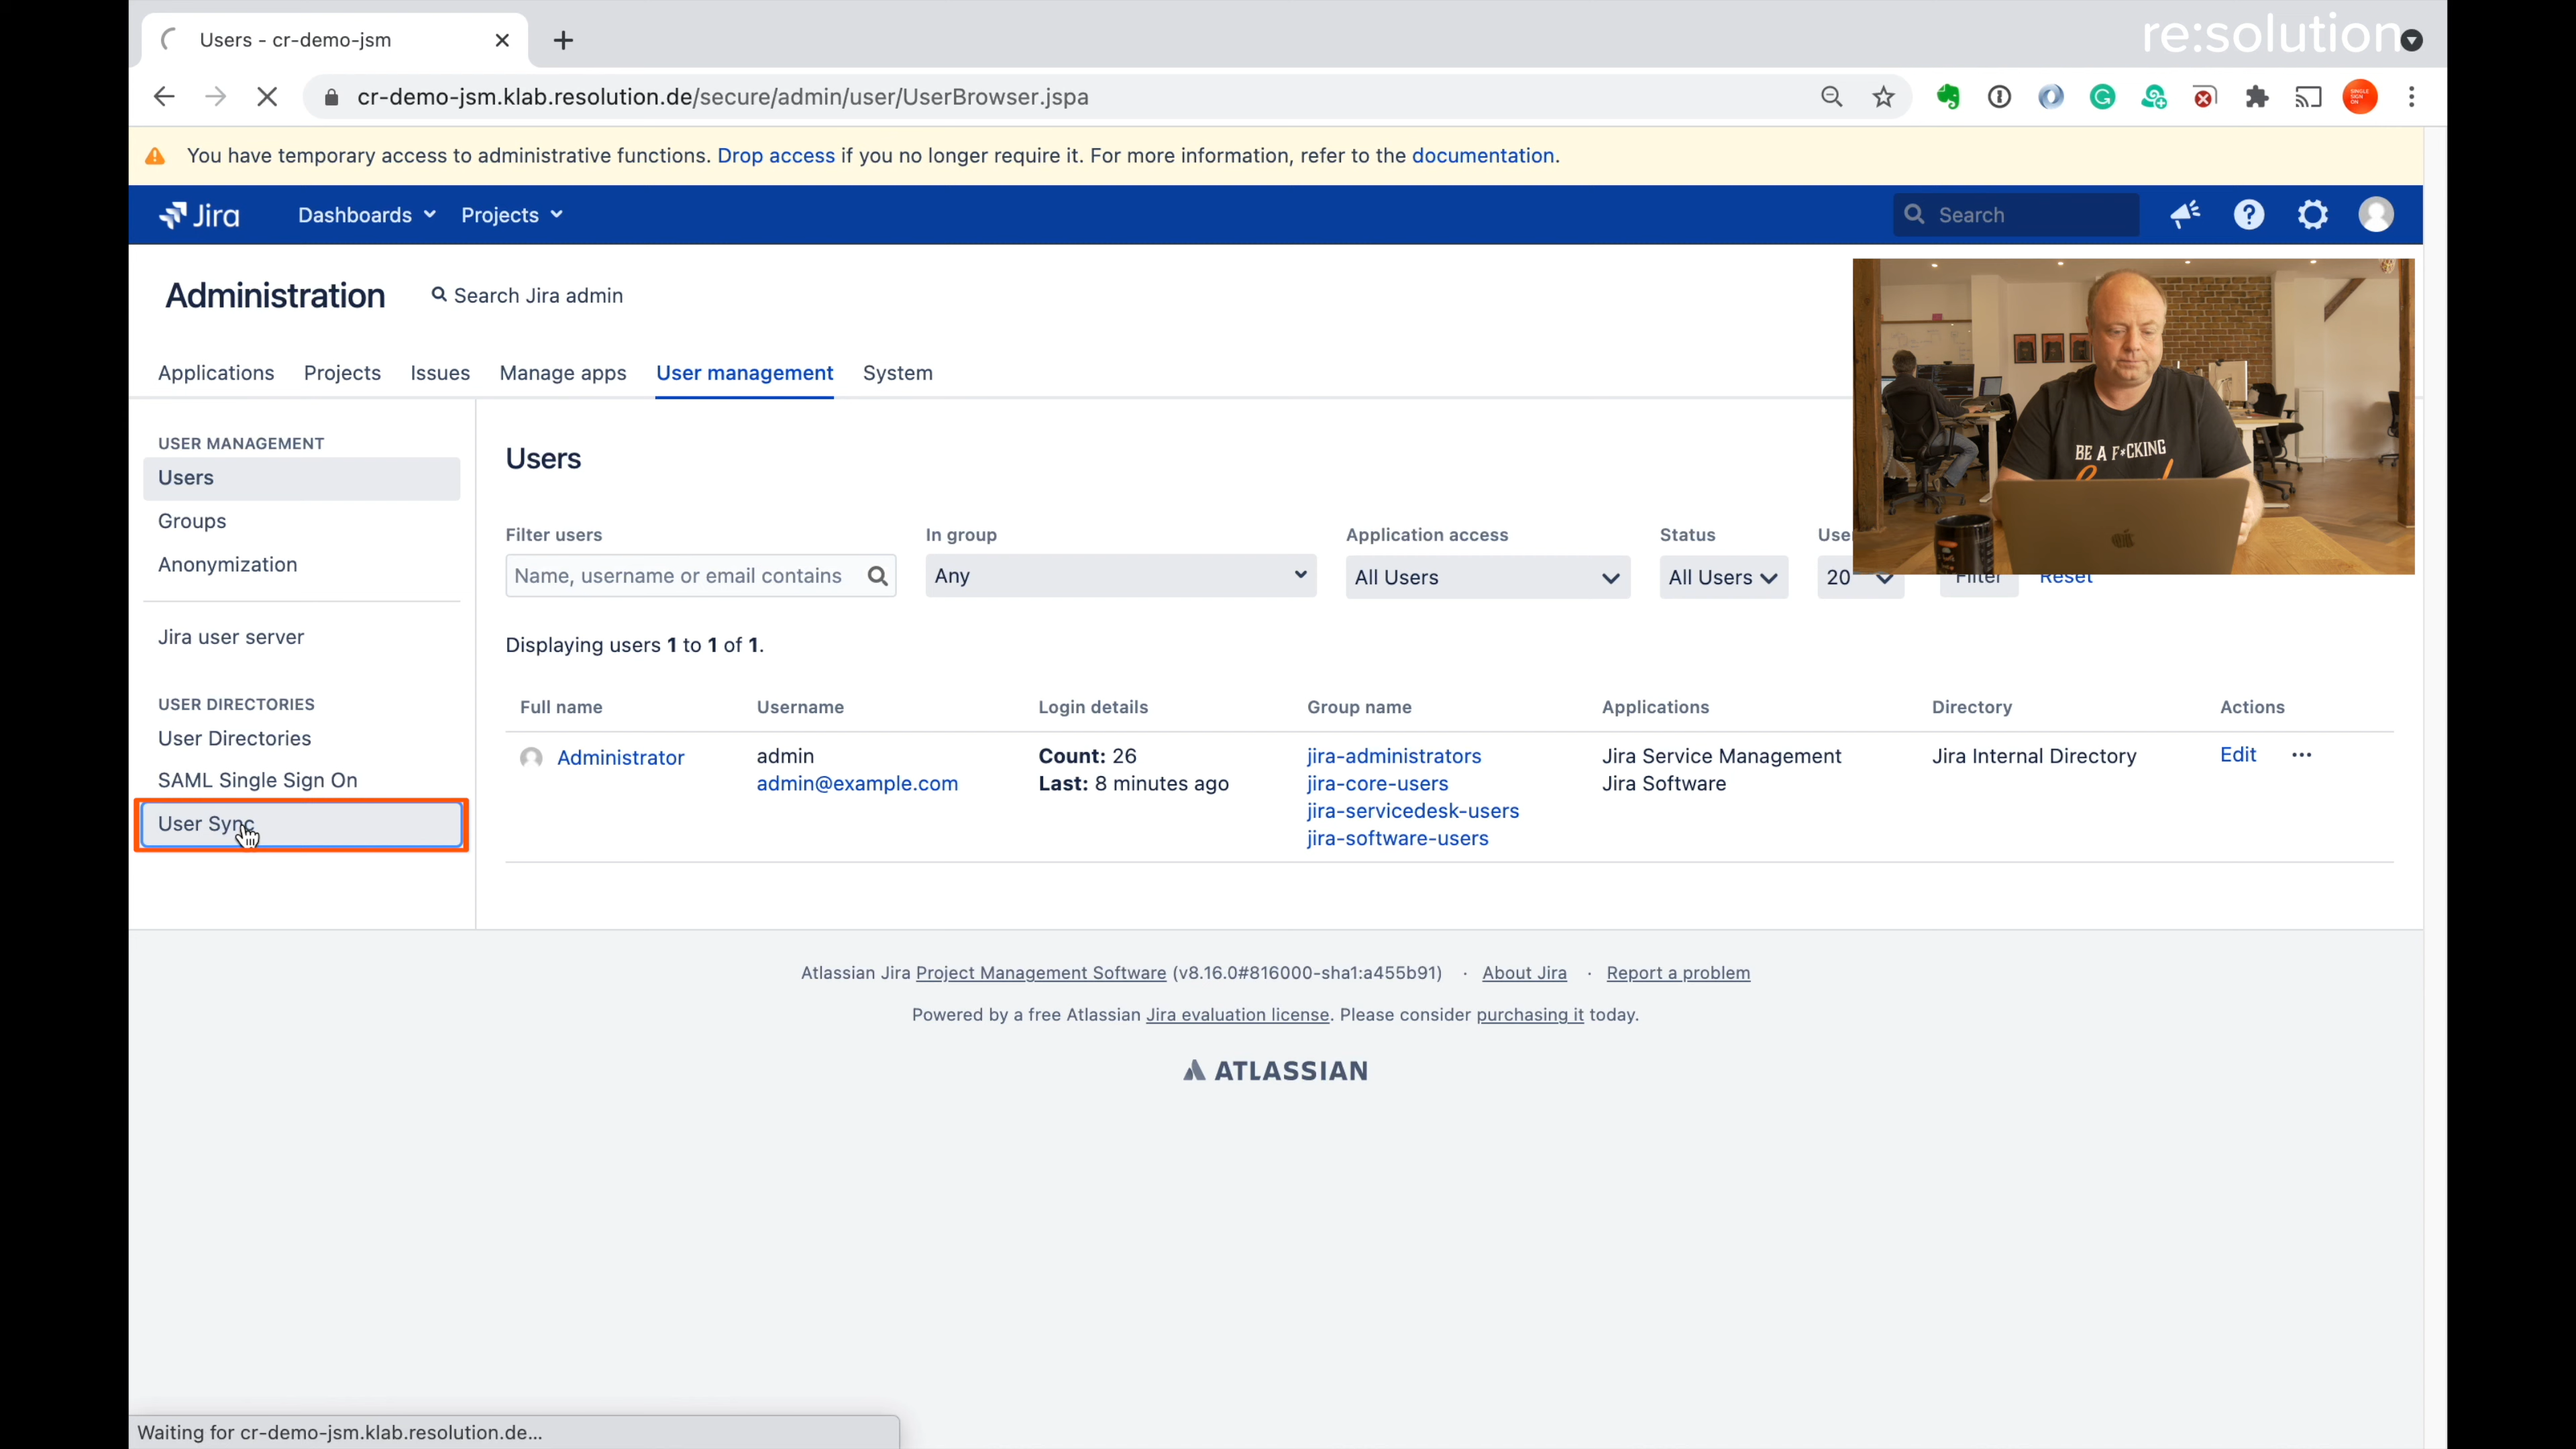 Users - cr-demo-jsm
re:solution
cr-demo-jsm.klab.resolution.de/secure/admin/user/UserBrowser.jspa
You have temporary access to administrative functions. Drop access if you no longer require it. For more information, refer to the documentation.
Jira
Dashboards
Projects
Search
Administration
Search Jira admin
Applications
Projects
Issues
Manage apps
User management
System
BE A F*CKING
USER MANAGEMENT
Users
Groups
Anonymization
Jira user server
USER DIRECTORIES
User Directories
SAML Single Sign On
User Sync
Users
Filter users
In group
Application access
Status
Name, username or email contains
Any
All Users
All Users
20
Filter
Reset
Displaying users 1 to 1 of 1.
Full name
Username
Login details
Group name
Applications
Directory
Actions
Administrator
admin
admin@example.com
Count: 26
Last: 8 minutes ago
jira-administrators
jira-core-users
jira-servicedesk-users
jira-software-users
Jira Service Management
Jira Software
Jira Internal Directory
Edit
Atlassian Jira Project Management Software (v8.16.0#816000-sha1:a455b91) · About Jira · Report a problem
Powered by a free Atlassian Jira evaluation license. Please consider purchasing it today.
ATLASSIAN
Waiting for cr-demo-jsm.klab.resolution.de...